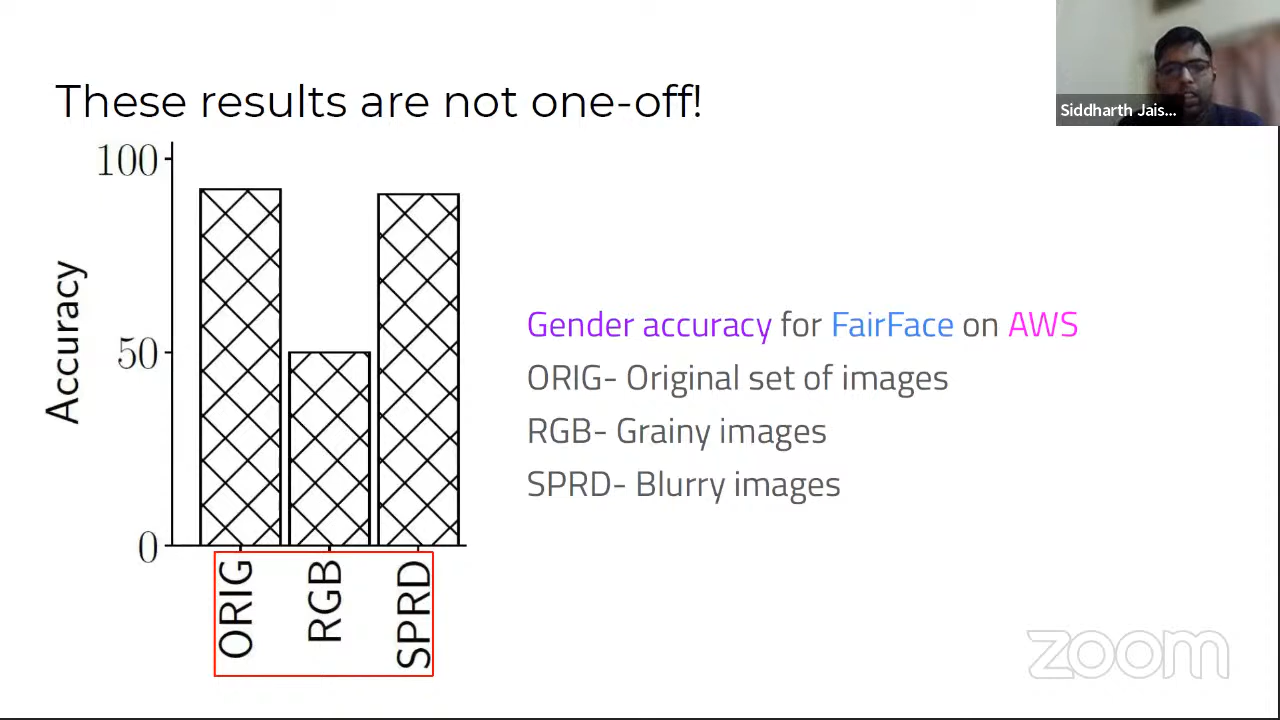 Siddharth Jais...
These results are not one-off!
100
50
0
Accuracy
ORIG
RGB
SPRD
Gender accuracy for FairFace on AWS
ORIG- Original set of images
RGB- Grainy images
SPRD- Blurry images
zoom